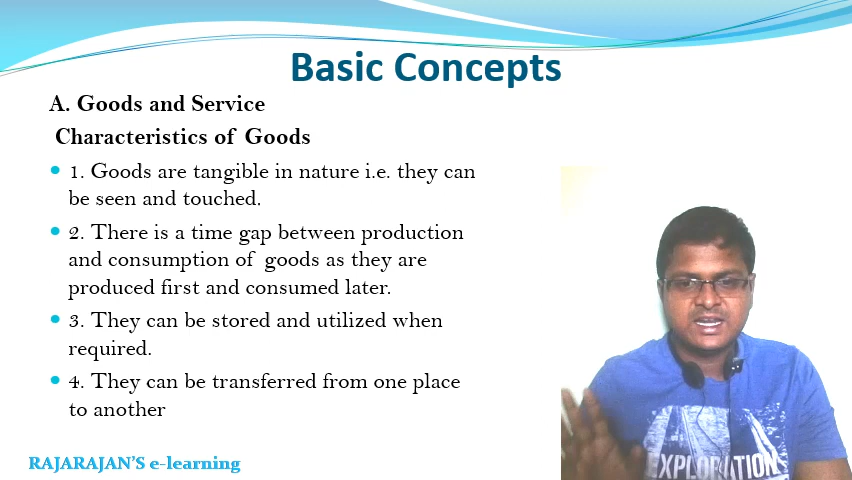 Basic Concepts
A. Goods and Service
Characteristics of Goods
1. Goods are tangible in nature i.e. they can
be seen and touched.
2. There is a time gap between production
and consumption of goods as they are
produced first and consumed later.
3. They can be stored and utilized when
required.
4. They can be transferred from one place
to another
EXPLORATION
RAJARAJAN'S e-learning